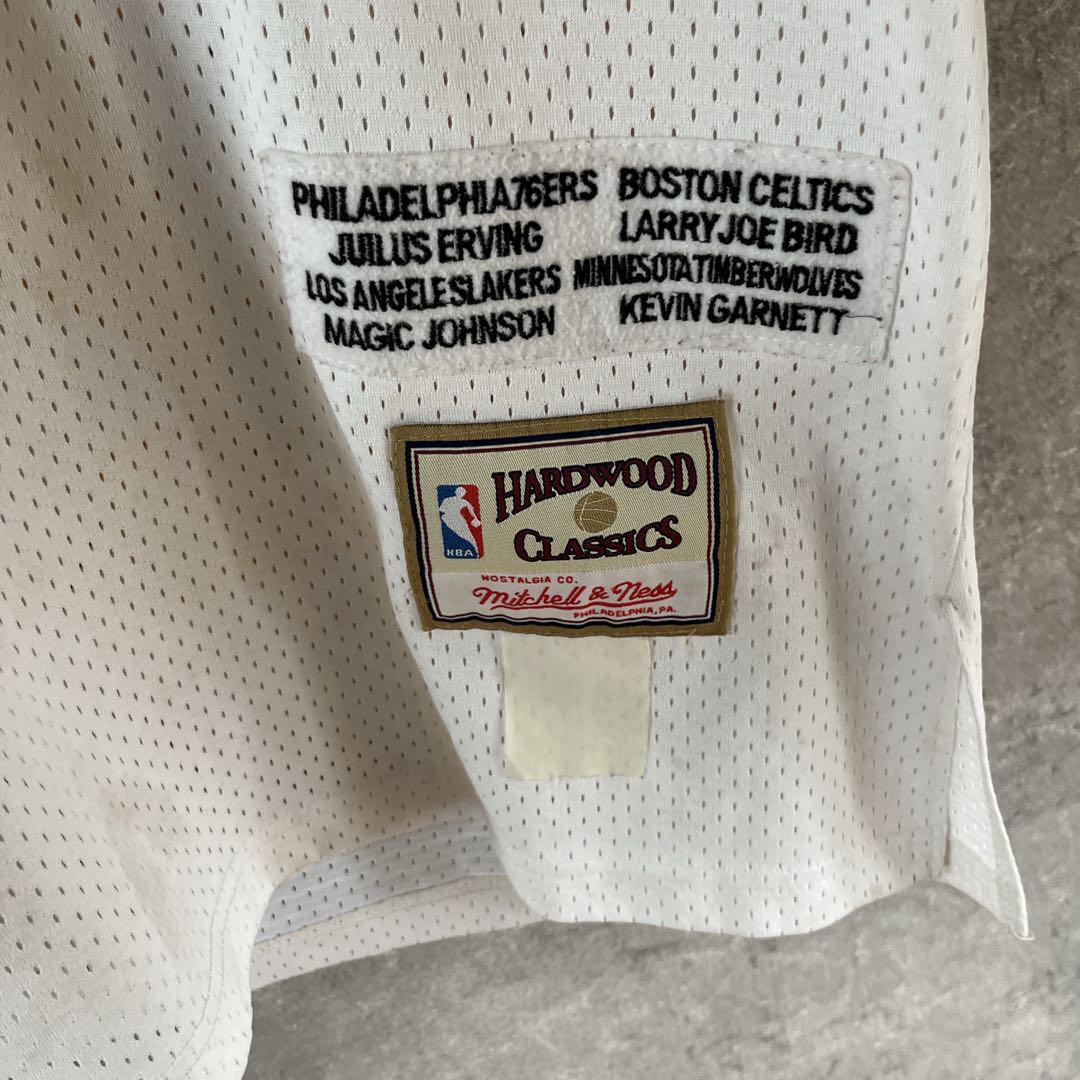 PHILADELPHIA76ERS BOSTON CELTICS
JUILUS ERVING LARRYJOE BIRD
LOS ANGELESLAKERS MINNESOTATIMBERWOLVES
MAGIC JOHNSON KEVIN GARNETT
HARDWOOD
CLASSICS
NBA
NOSTALGIA CO.
Mitchell & Ness
PHILADELPHIA, PA.